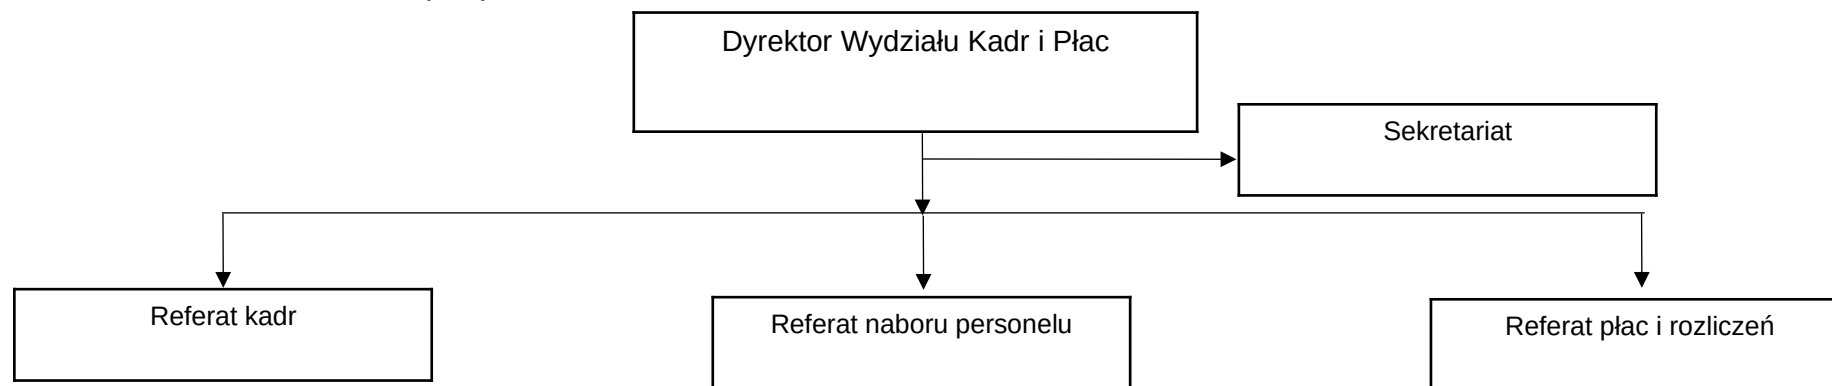 Dyrektor Wydziału Kadr i Płac
Sekretariat
Referat kadr
Referat naboru personelu
Referat płac i rozliczeń